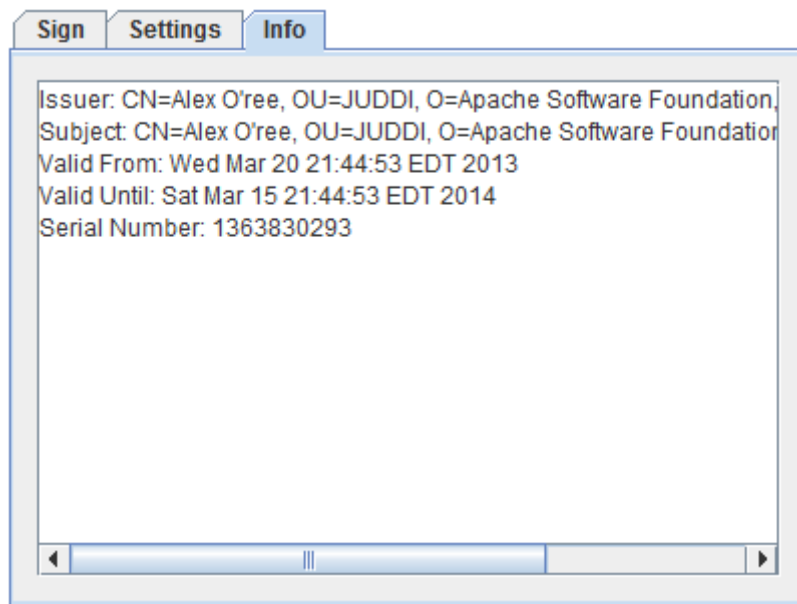 Sign Settings Info
Issuer: CN=Alex O'ree, OU=JUDDI, O=Apache Software Foundation,
Subject: CN=Alex O'ree, OU=JUDDI, O=Apache Software Foundation
Valid From: Wed Mar 20 21:44:53 EDT 2013
Valid Until: Sat Mar 15 21:44:53 EDT 2014
Serial Number: 1363830293